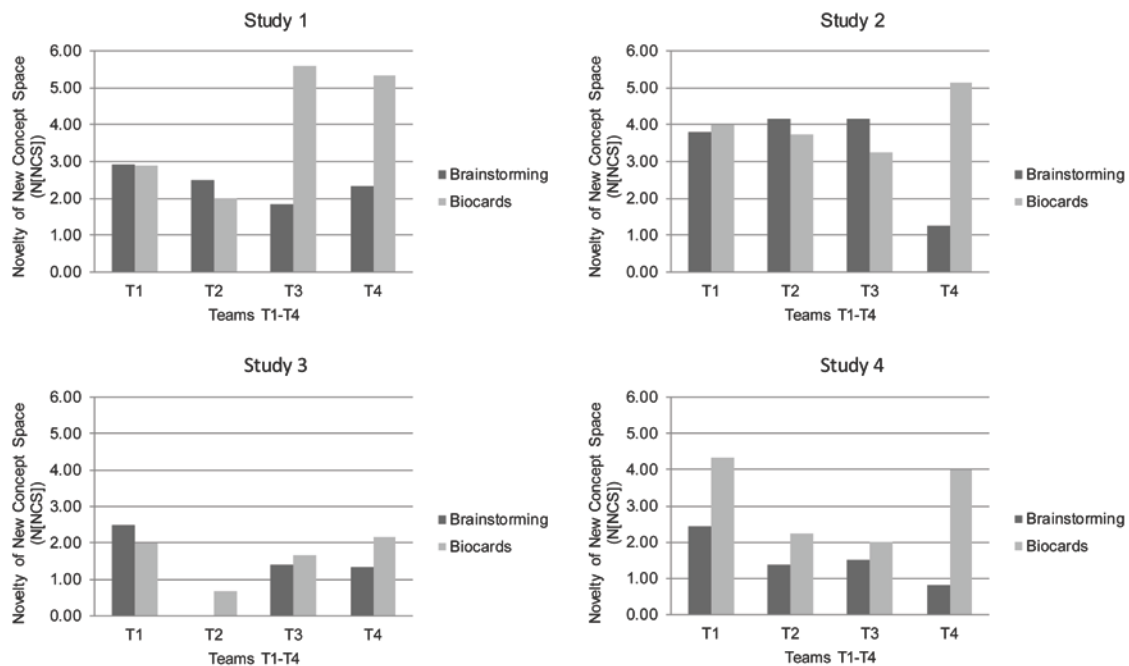 Study 1
Novelty of New Concept Space
(N[NCS])
6.00
5.00
4.00
3.00
2.00
1.00
0.00
T1 T2 T3 T4
Teams T1-T4
Brainstorming
Biocards
Study 2
Novelty of New Concept Space
(N[NCS])
6.00
5.00
4.00
3.00
2.00
1.00
0.00
T1 T2 T3 T4
Teams T1-T4
Brainstorming
Biocards
Study 3
Novelty of New Concept Space
(N[NCS])
6.00
5.00
4.00
3.00
2.00
1.00
0.00
T1 T2 T3 T4
Teams T1-T4
Brainstorming
Biocards
Study 4
Novelty of New Concept Space
(N[NCS])
6.00
5.00
4.00
3.00
2.00
1.00
0.00
T1 T2 T3 T4
Teams T1-T4
Brainstorming
Biocards